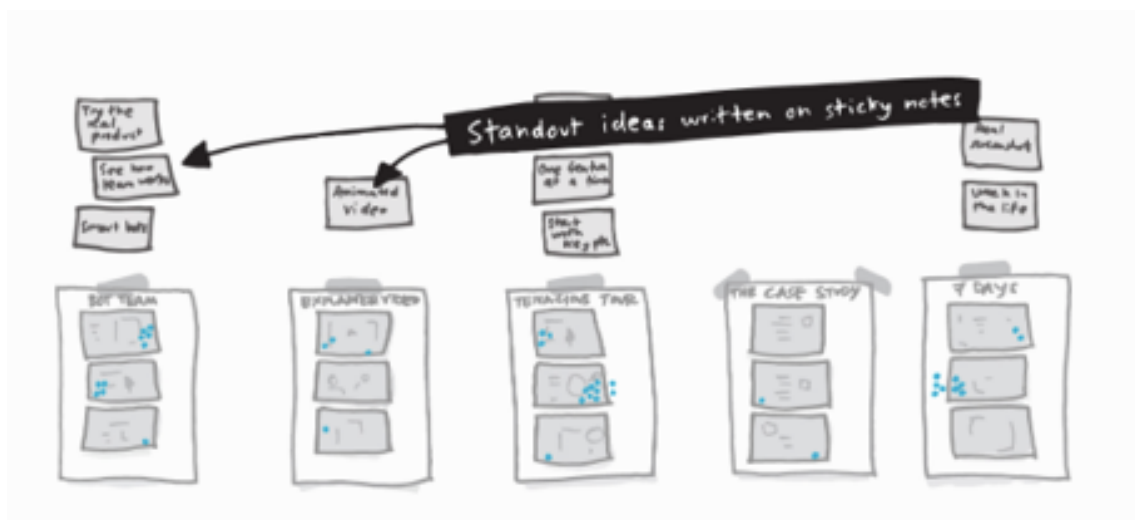 Standout ideas written on sticky notes
Try the
real
product
See how
team works
Smart bots
Animated
video
One feature
at a time
Start
with
key pts
Real
snapshot
Week in
the life
BOT TEAM
EXPLAINER VIDEO
TOUR
THE CASE STUDY
7 DAYS